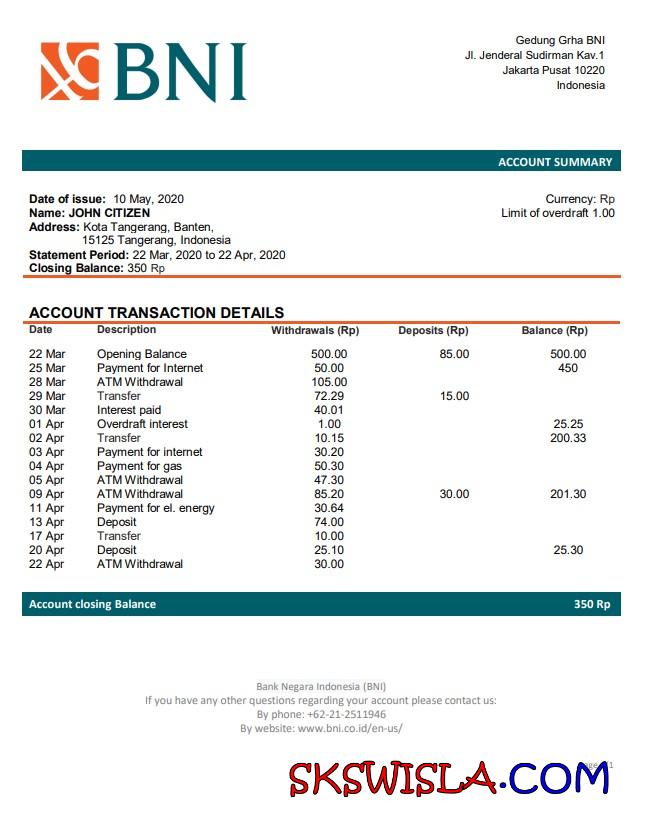 BNI
Gedung Grha BNI
Jl. Jenderal Sudirman Kav.1
Jakarta Pusat 10220
Indonesia
ACCOUNT SUMMARY
Date of issue: 10 May, 2020 Currency: Rp
Name: JOHN CITIZEN Limit of overdraft 1.00
Address: Kota Tangerang, Banten,
15125 Tangerang, Indonesia
Statement Period: 22 Mar, 2020 to 22 Apr, 2020
Closing Balance: 350 Rp
ACCOUNT TRANSACTION DETAILS
Date Description Withdrawals (Rp) Deposits (Rp) Balance (Rp)
22 Mar Opening Balance 500.00 85.00 500.00
25 Mar Payment for Internet 50.00 450
28 Mar ATM Withdrawal 105.00
29 Mar Transfer 72.29 15.00
30 Mar Interest paid 40.01
01 Apr Overdraft interest 1.00 25.25
02 Apr Transfer 10.15 200.33
03 Apr Payment for internet 30.20
04 Apr Payment for gas 50.30
05 Apr ATM Withdrawal 47.30
09 Apr ATM Withdrawal 85.20 30.00 201.30
11 Apr Payment for el. energy 30.64
13 Apr Deposit 74.00
17 Apr Transfer 10.00
20 Apr Deposit 25.10 25.30
22 Apr ATM Withdrawal 30.00
Account closing Balance 350 Rp
Bank Negara Indonesia (BNI)
If you have any other questions regarding your account please contact us:
By phone: +62-21-2511946
By website: www.bni.co.id/en-us/
SKSWISLA.COM